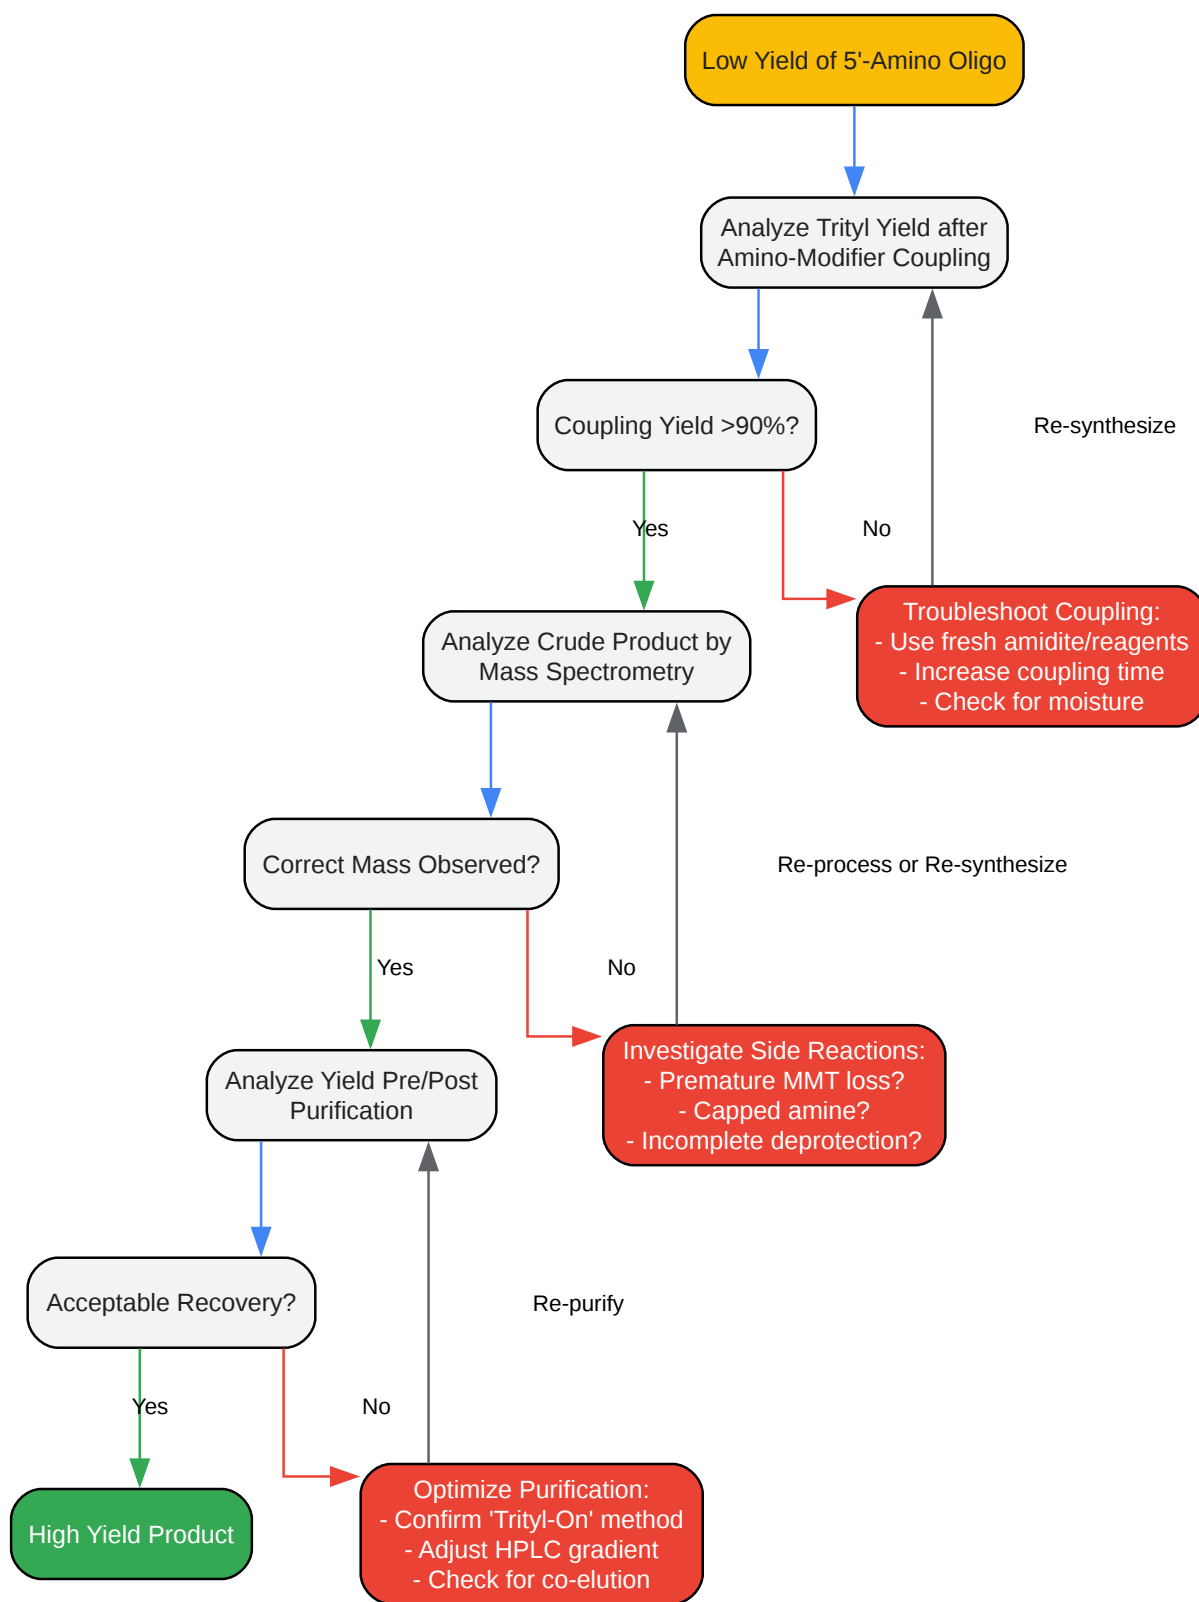 Low Yield of 5'-Amino Oligo
Analyze Trityl Yield after
Amino-Modifier Coupling
Coupling Yield >90%?
Re-synthesize
Yes
No
Troubleshoot Coupling:
- Use fresh amidite/reagents
- Increase coupling time
- Check for moisture
Analyze Crude Product by
Mass Spectrometry
Correct Mass Observed?
Re-process or Re-synthesize
Yes
No
Investigate Side Reactions:
- Premature MMT loss?
- Capped amine?
- Incomplete deprotection?
Analyze Yield Pre/Post
Purification
Acceptable Recovery?
Re-purify
Yes
No
Optimize Purification:
- Confirm 'Trityl-On' method
- Adjust HPLC gradient
- Check for co-elution
High Yield Product